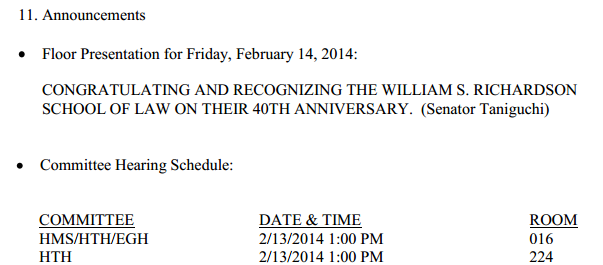 11. Announcements
• Floor Presentation for Friday, February 14, 2014:
CONGRATULATING AND RECOGNIZING THE WILLIAM S. RICHARDSON
SCHOOL OF LAW ON THEIR 40TH ANNIVERSARY.  (Senator Taniguchi)
• Committee Hearing Schedule:
COMMITTEE DATE & TIME ROOM
HMS/HTH/EGH 2/13/2014 1:00 PM 016
HTH 2/13/2014 1:00 PM 224